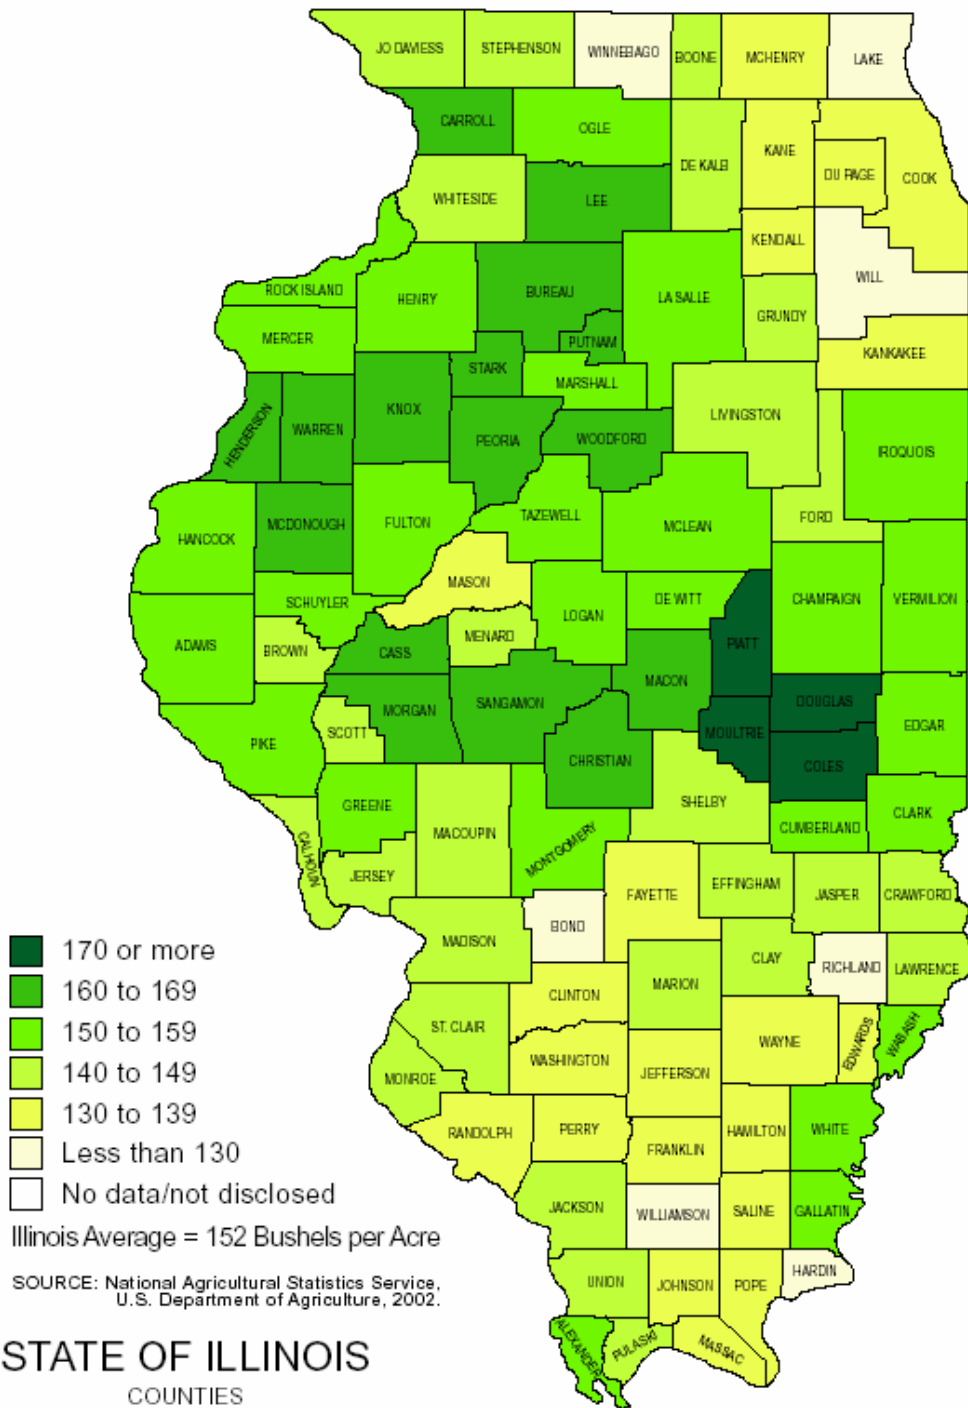 JO DAVIESS
STEPHENSON
WINNEBAGO
BOONE
MCHENRY
LAKE
CARROLL
OGLE
DE KALB
KANE
DU PAGE
COOK
WHITESIDE
LEE
KENDALL
WILL
ROCK ISLAND
HENRY
BUREAU
LA SALLE
GRUNDY
MERCER
PUTNAM
KANKAKEE
STARK
MARSHALL
HENDERSON
WARREN
KNOX
PEORIA
WOODFORD
LIVINGSTON
IROQUOIS
HANCOCK
MCDONOUGH
FULTON
TAZEWELL
MCLEAN
FORD
MASON
SCHUYLER
LOGAN
DE WITT
CHAMPAIGN
VERMILION
ADAMS
BROWN
CASS
MENARD
PIATT
MACON
PIKE
SCOTT
MORGAN
SANGAMON
CHRISTIAN
MOULTRIE
DOUGLAS
EDGAR
COLES
GREENE
MACOUPIN
MONTGOMERY
SHELBY
CUMBERLAND
CLARK
CALHOUN
JERSEY
FAYETTE
EFFINGHAM
JASPER
CRAWFORD
MADISON
BOND
MARION
CLAY
RICHLAND
LAWRENCE
ST. CLAIR
CLINTON
WASHINGTON
WAYNE
EDWARDS
WABASH
MONROE
JEFFERSON
RANDOLPH
PERRY
FRANKLIN
HAMILTON
WHITE
JACKSON
WILLIAMSON
SALINE
GALLATIN
UNION
JOHNSON
POPE
HARDIN
ALEXANDER
PULASKI
MASSAC
170 or more
160 to 169
150 to 159
140 to 149
130 to 139
Less than 130
No data/not disclosed
Illinois Average = 152 Bushels per Acre
SOURCE: National Agricultural Statistics Service,
U.S. Department of Agriculture, 2002.
STATE OF ILLINOIS
COUNTIES